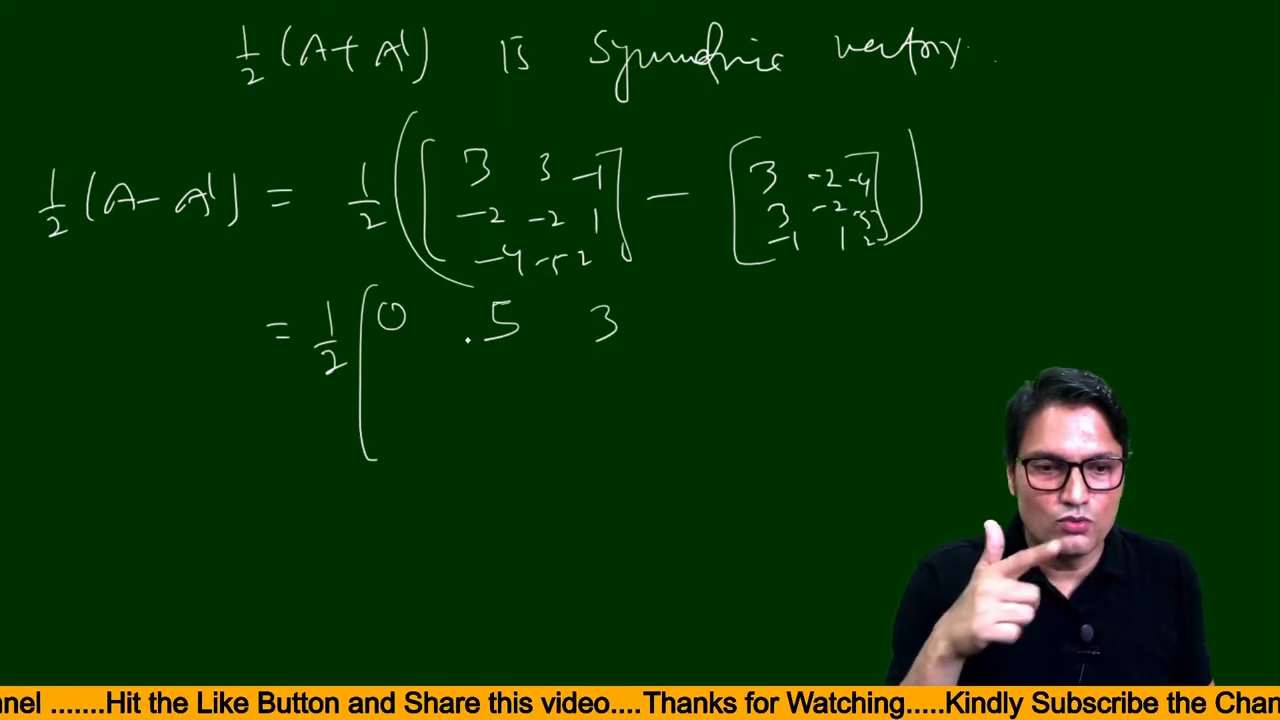 1/2 (A + A') is Symmetric
1/2 (A - A') = 1/2 ( [ 3 3 -1 ] - [ 3 -2 -4 ] )
-2 -2 1 3 -2 -5
-4 -5 2 -1 1 2
= 1/2 [ 0 5 3
nnel .......Hit the Like Button and Share this video....Thanks for Watching.....Kindly Subscribe the Chan